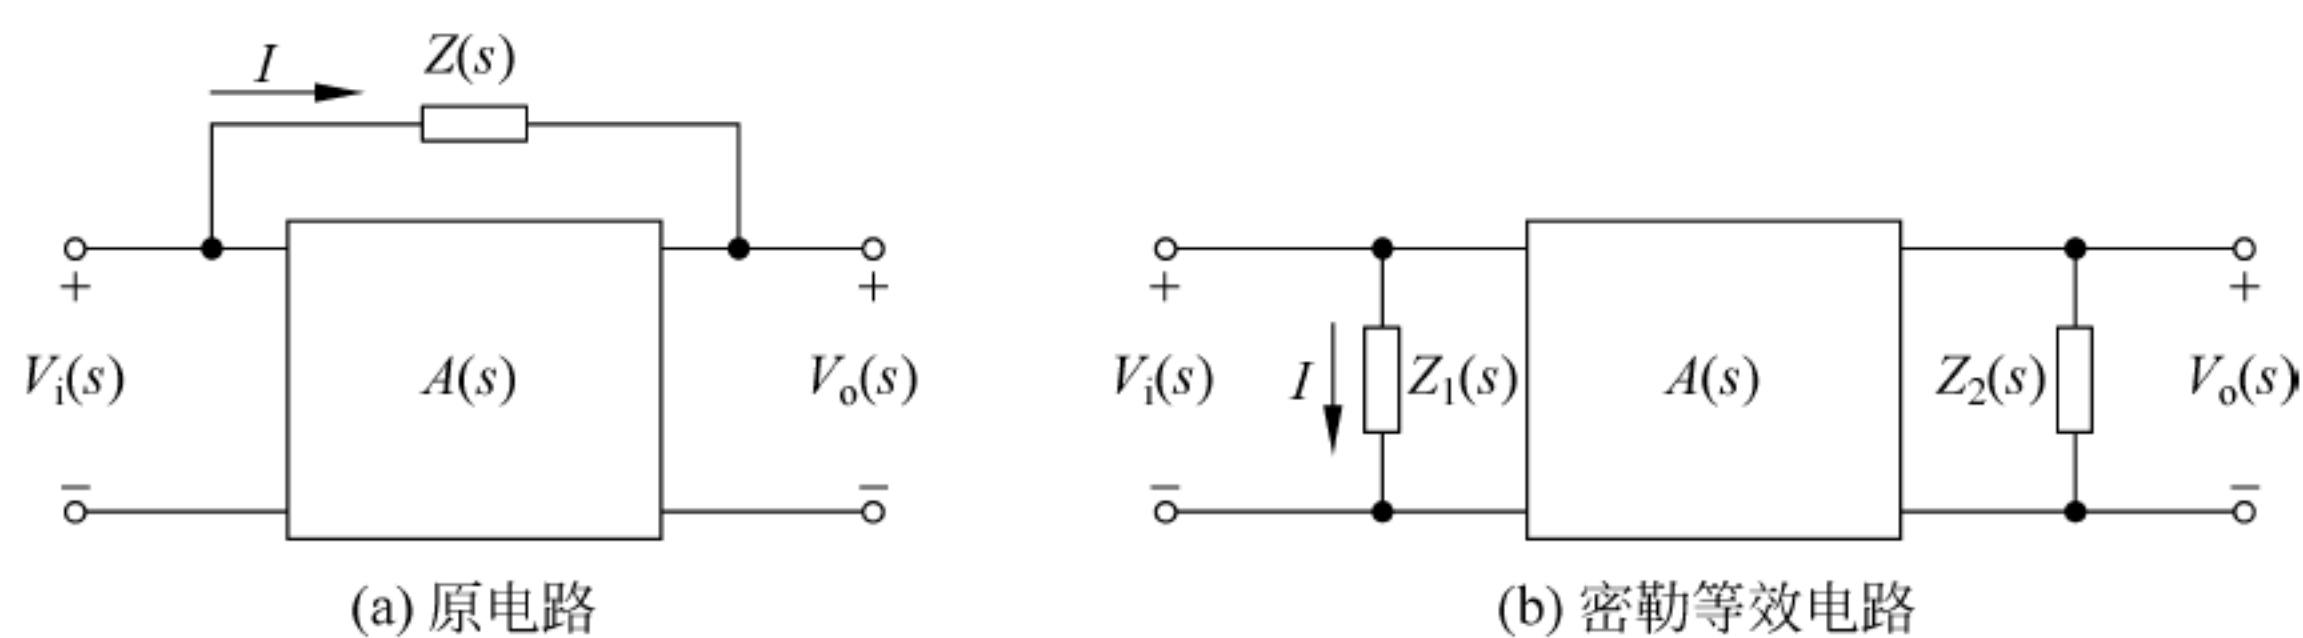 I
Z(s)
+
Vi(s)
−
A(s)
+
Vo(s)
−
(a) 原电路
+
Vi(s)
−
I
Z1(s)
A(s)
Z2(s)
+
Vo(s)
−
(b) 密勒等效电路